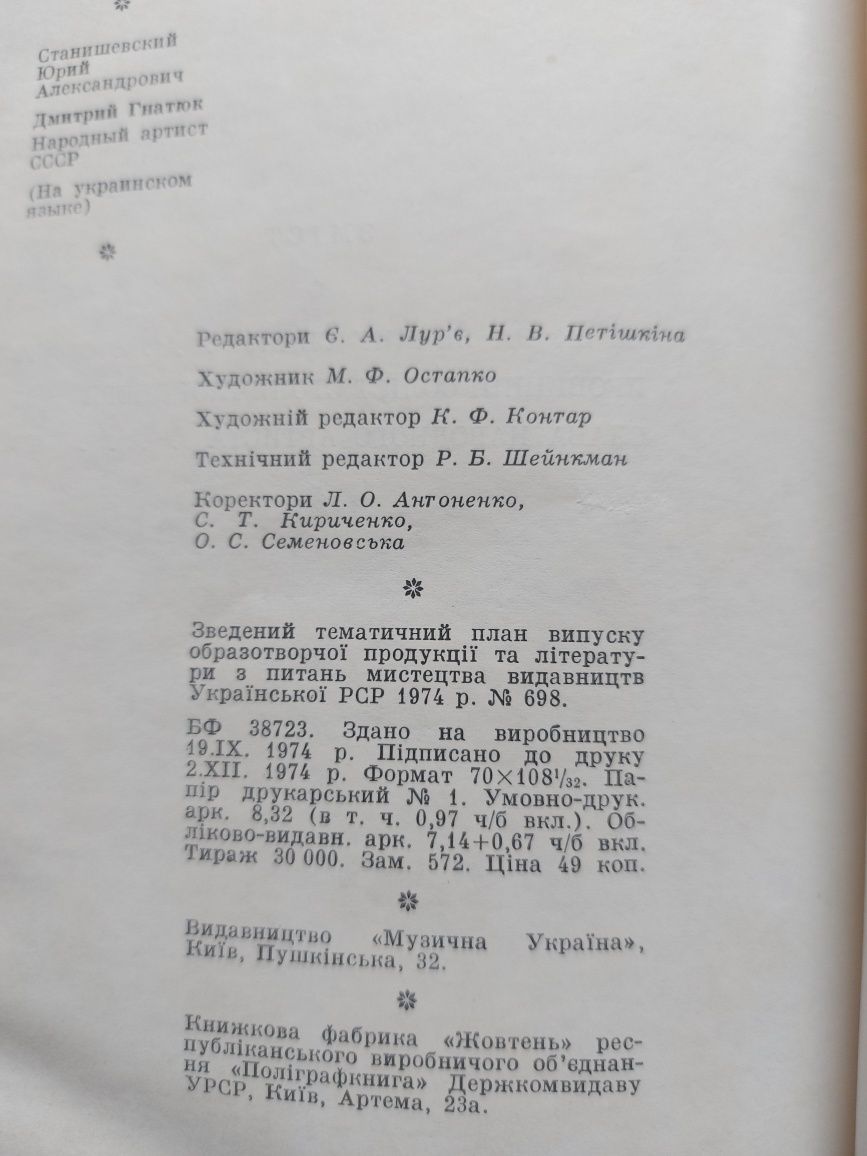 Станишевский
Юрий
Александрович
Дмитрий Гнатюк
Народный артист
СССР
(На украинском
языке)
Редактори Є. А. Лур’є, Н. В. Петішкіна
Художник М. Ф. Остапко
Художній редактор К. Ф. Контар
Технічний редактор Р. Б. Шейнкман
Коректори Л. О. Антоненко,
С. Т. Кириченко,
О. С. Семеновська
Зведений тематичний план випуску
образотворчої продукції та літерату-
ри з питань мистецтва видавництв
Української РСР 1974 р. № 698.
БФ 38723. Здано на виробництво
19.IX. 1974 р. Підписано до друку
2.XII. 1974 р. Формат 70×108¹/₃₂. Па-
пір друкарський № 1. Умовно-друк.
арк. 8,32 (в т. ч. 0,97 ч/б вкл.). Об-
ліково-видавн. арк. 7,14+0,67 ч/б вкл.
Тираж 30 000. Зам. 572. Ціна 49 коп.
Видавництво «Музична Україна»,
Київ, Пушкінська, 32.
Книжкова фабрика «Жовтень» рес-
публіканського виробничого об’єднан-
ня «Поліграфкнига» Держкомвидаву
УРСР, Київ, Артема, 23а.